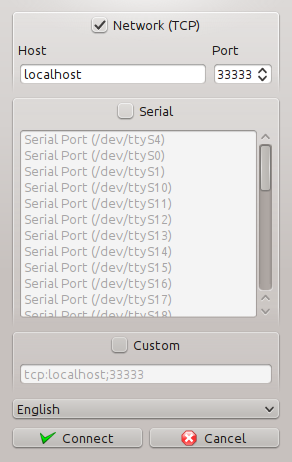 Network (TCP)
Host Port
localhost 33333
Serial
Serial Port (/dev/ttyS4)
Serial Port (/dev/ttyS0)
Serial Port (/dev/ttyS1)
Serial Port (/dev/ttyS10)
Serial Port (/dev/ttyS11)
Serial Port (/dev/ttyS12)
Serial Port (/dev/ttyS13)
Serial Port (/dev/ttyS14)
Serial Port (/dev/ttyS15)
Serial Port (/dev/ttyS16)
Serial Port (/dev/ttyS17)
Serial Port (/dev/ttyS18)
Custom
tcp:localhost;33333
English
Connect Cancel